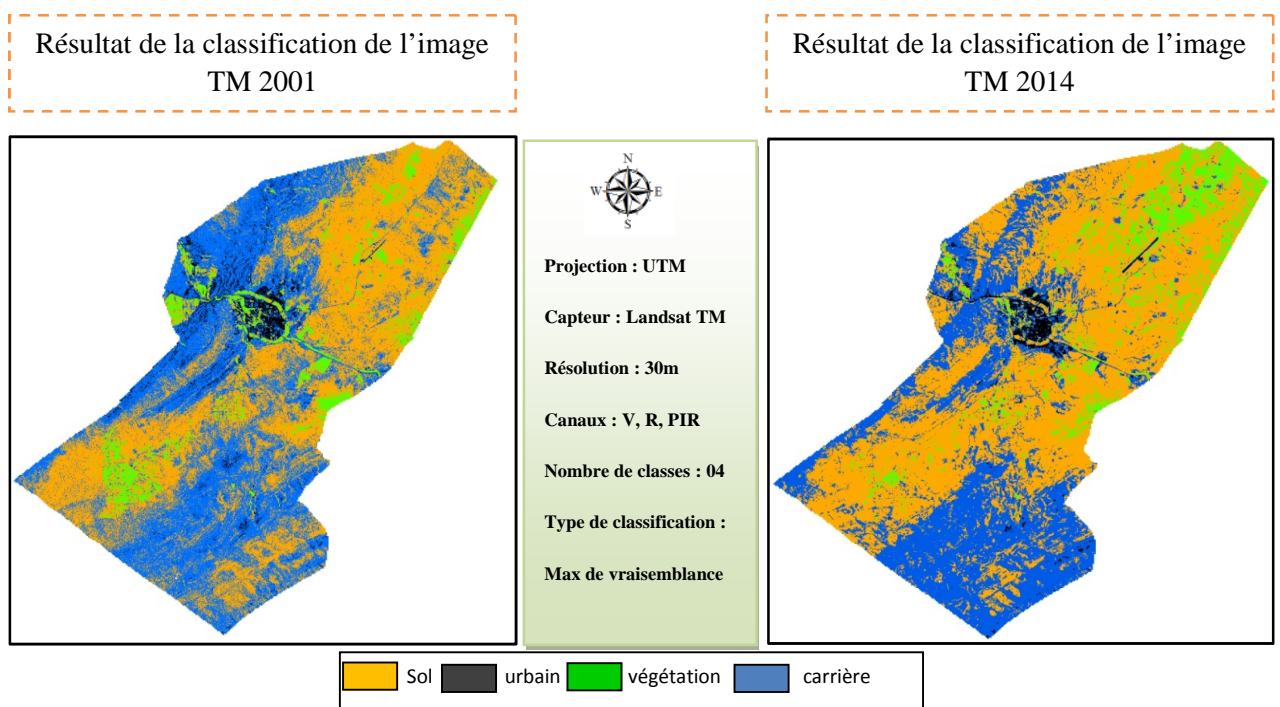 Résultat de la classification de l’image
TM 2001
Résultat de la classification de l’image
TM 2014
N
W
E
S
Projection : UTM
Capteur : Landsat TM
Résolution : 30m
Canaux : V, R, PIR
Nombre de classes : 04
Type de classification :
Max de vraisemblance
Sol urbain végétation carrière